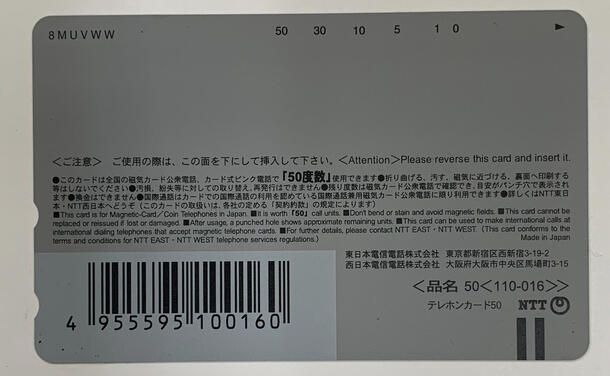 8MUVWW 50 30 10 5 1 0
＜ご注意＞ ご使用の際は、この面を下にして挿入して下さい。＜Attention＞Please reverse this card and insert it.
●このカードは全国の磁気カード公衆電話、カード式ピンク電話で「50度数」使用できます●折り曲げる、汚す、磁気に近づける、裏面へ印刷する
等はしないでください●汚損、紛失等に対しての取り替え、再発行はできません●残り度数は磁気カード公衆電話で確認でき、目安がパンチ穴で表示されま
す●換金はできません●国際通話はカードでの国際通話の利用を認めている国際通話兼用磁気カード公衆電話に限り利用できます●詳しくはNTT東日
本・NTT西日本へどうぞ（このカードの取扱いは、各社の定める「契約約款」の規定によります）
■This card is for Magnetic-Card／Coin Telephones in Japan. ■It is worth「50」call units. ■Don't bend or stain and avoid magnetic fields. ■This card cannot be
replaced or reissued if lost or damaged. ■After usage, a punched hole shows approximate remaining units. ■This card can be used to make international calls at
international dialing telephones that accept magnetic telephone cards. ■For further details, please contact NTT EAST・NTT WEST.（This card conforms to the
terms and conditions for NTT EAST・NTT WEST telephone services regulations.）
Made in Japan
東日本電信電話株式会社 東京都新宿区西新宿3-19-2
西日本電信電話株式会社 大阪府大阪市中央区馬場町3-15
＜品名 50＜110-016＞＞
テレホンカード50 NTT
4 955595 100160